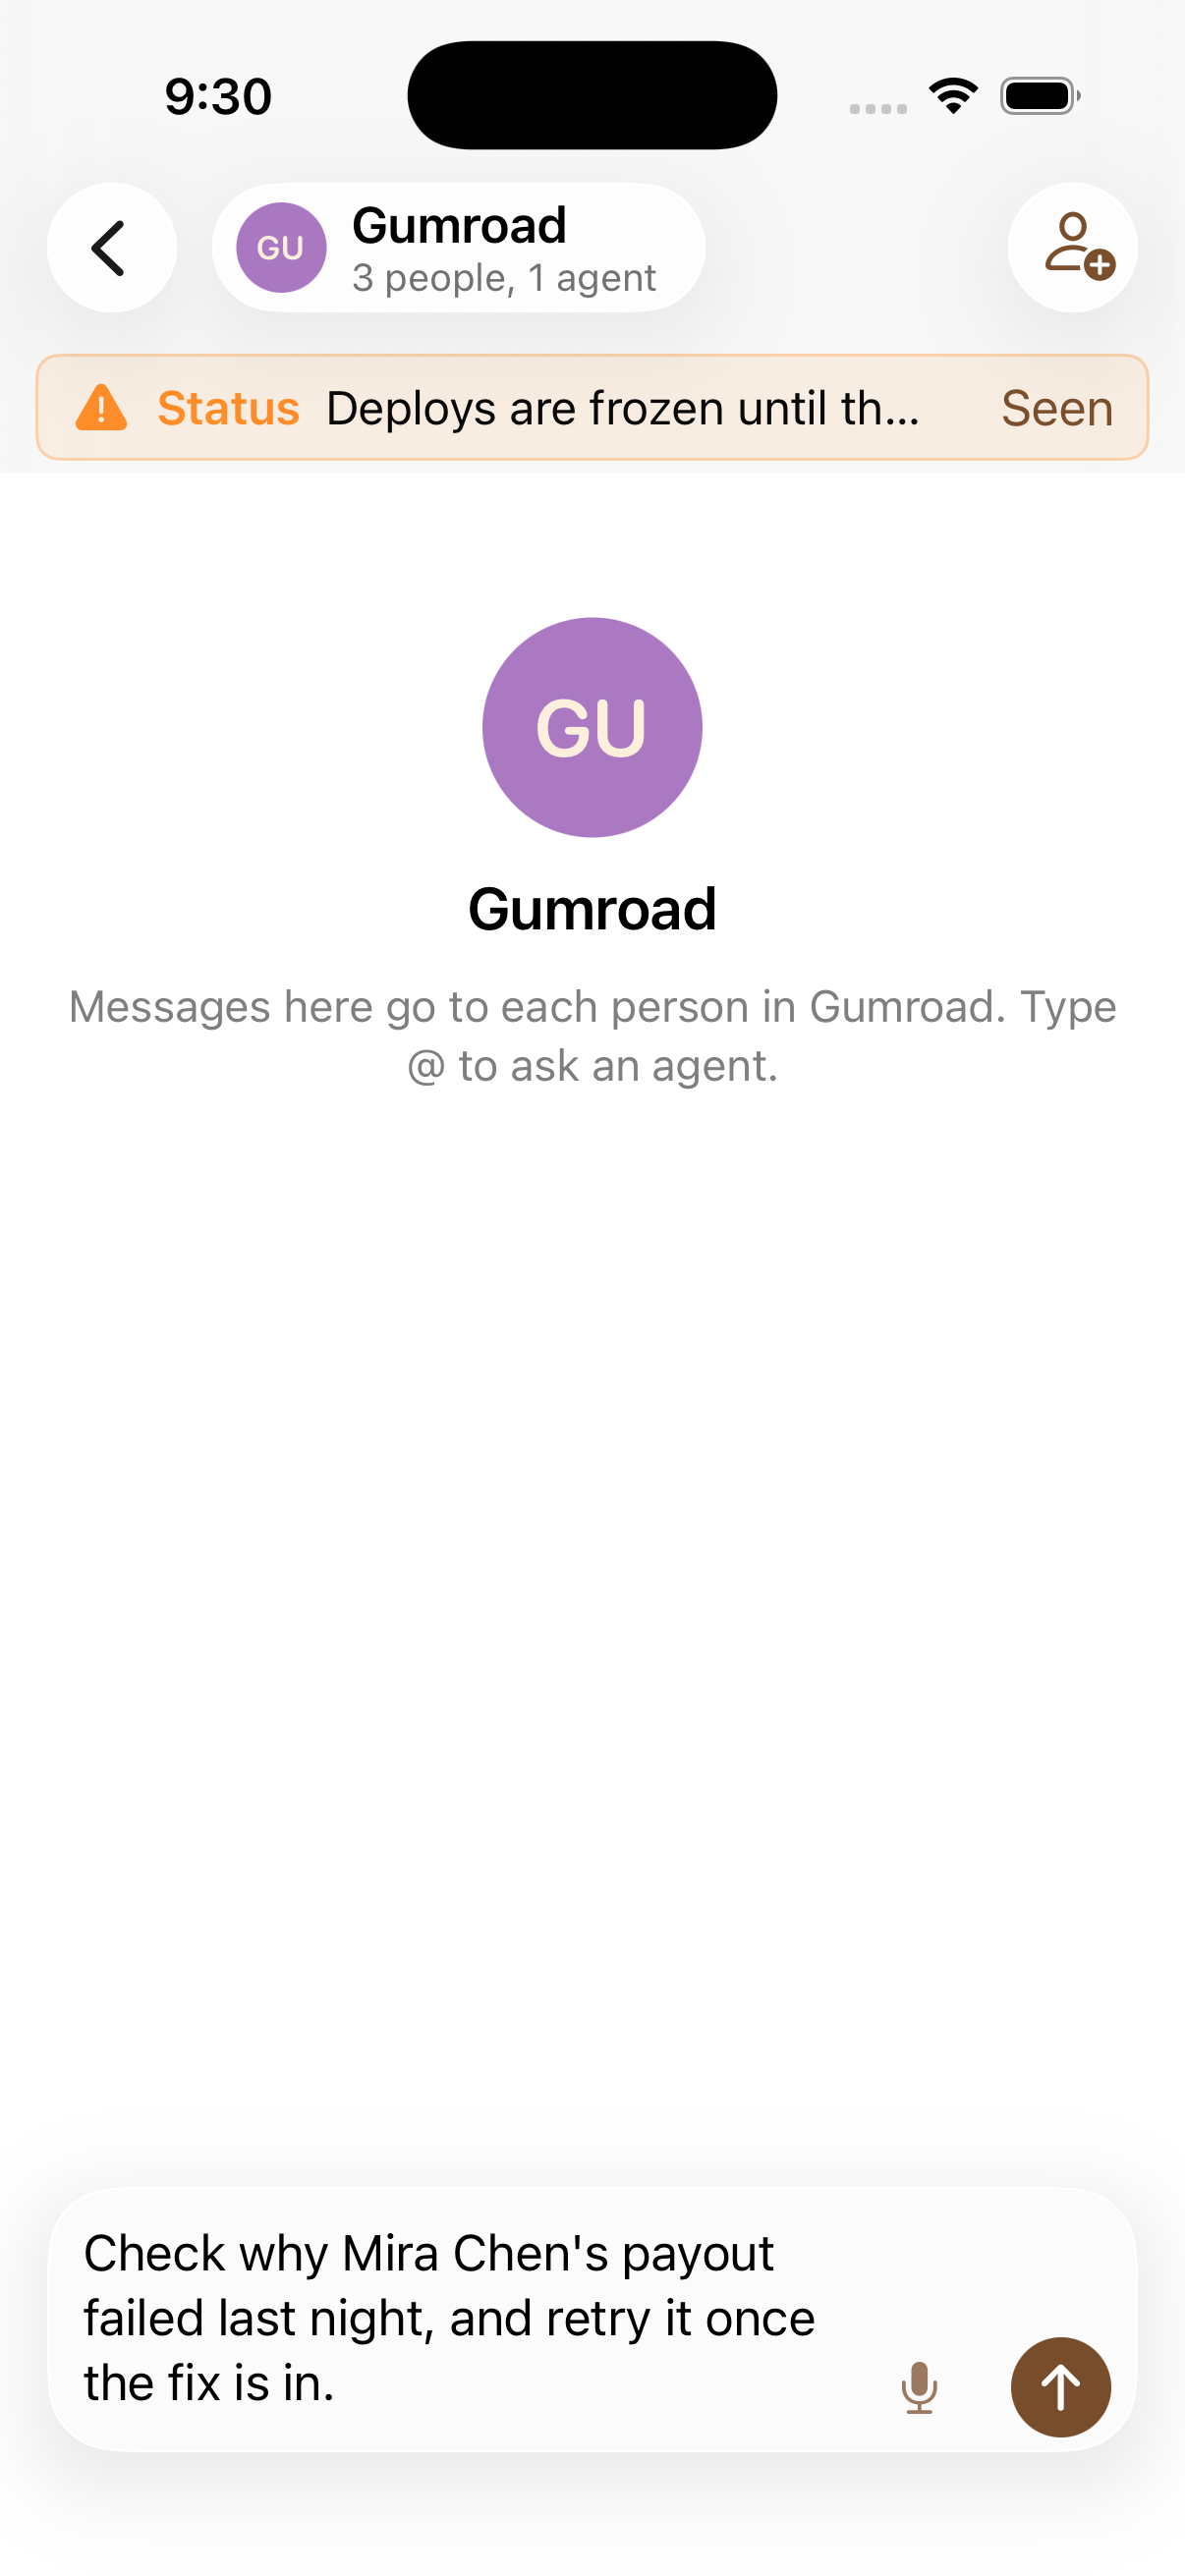 9:30
GU
Gumroad
3 people, 1 agent
Status Deploys are frozen until th... Seen
GU
Gumroad
Messages here go to each person in Gumroad. Type
@ to ask an agent.
Check why Mira Chen's payout
failed last night, and retry it once
the fix is in.